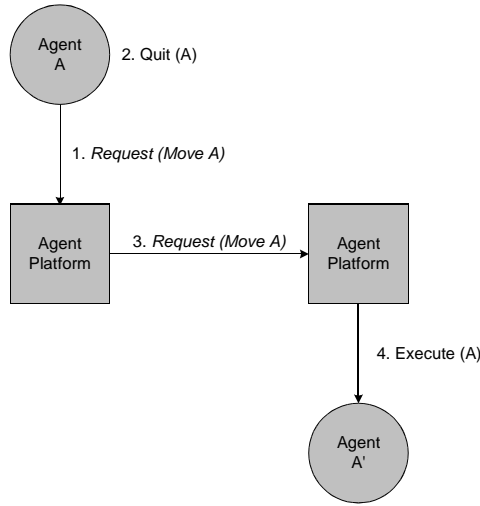 Agent
A
2. Quit (A)
1. Request (Move A)
Agent
Platform
3. Request (Move A)
Agent
Platform
4. Execute (A)
Agent
A'